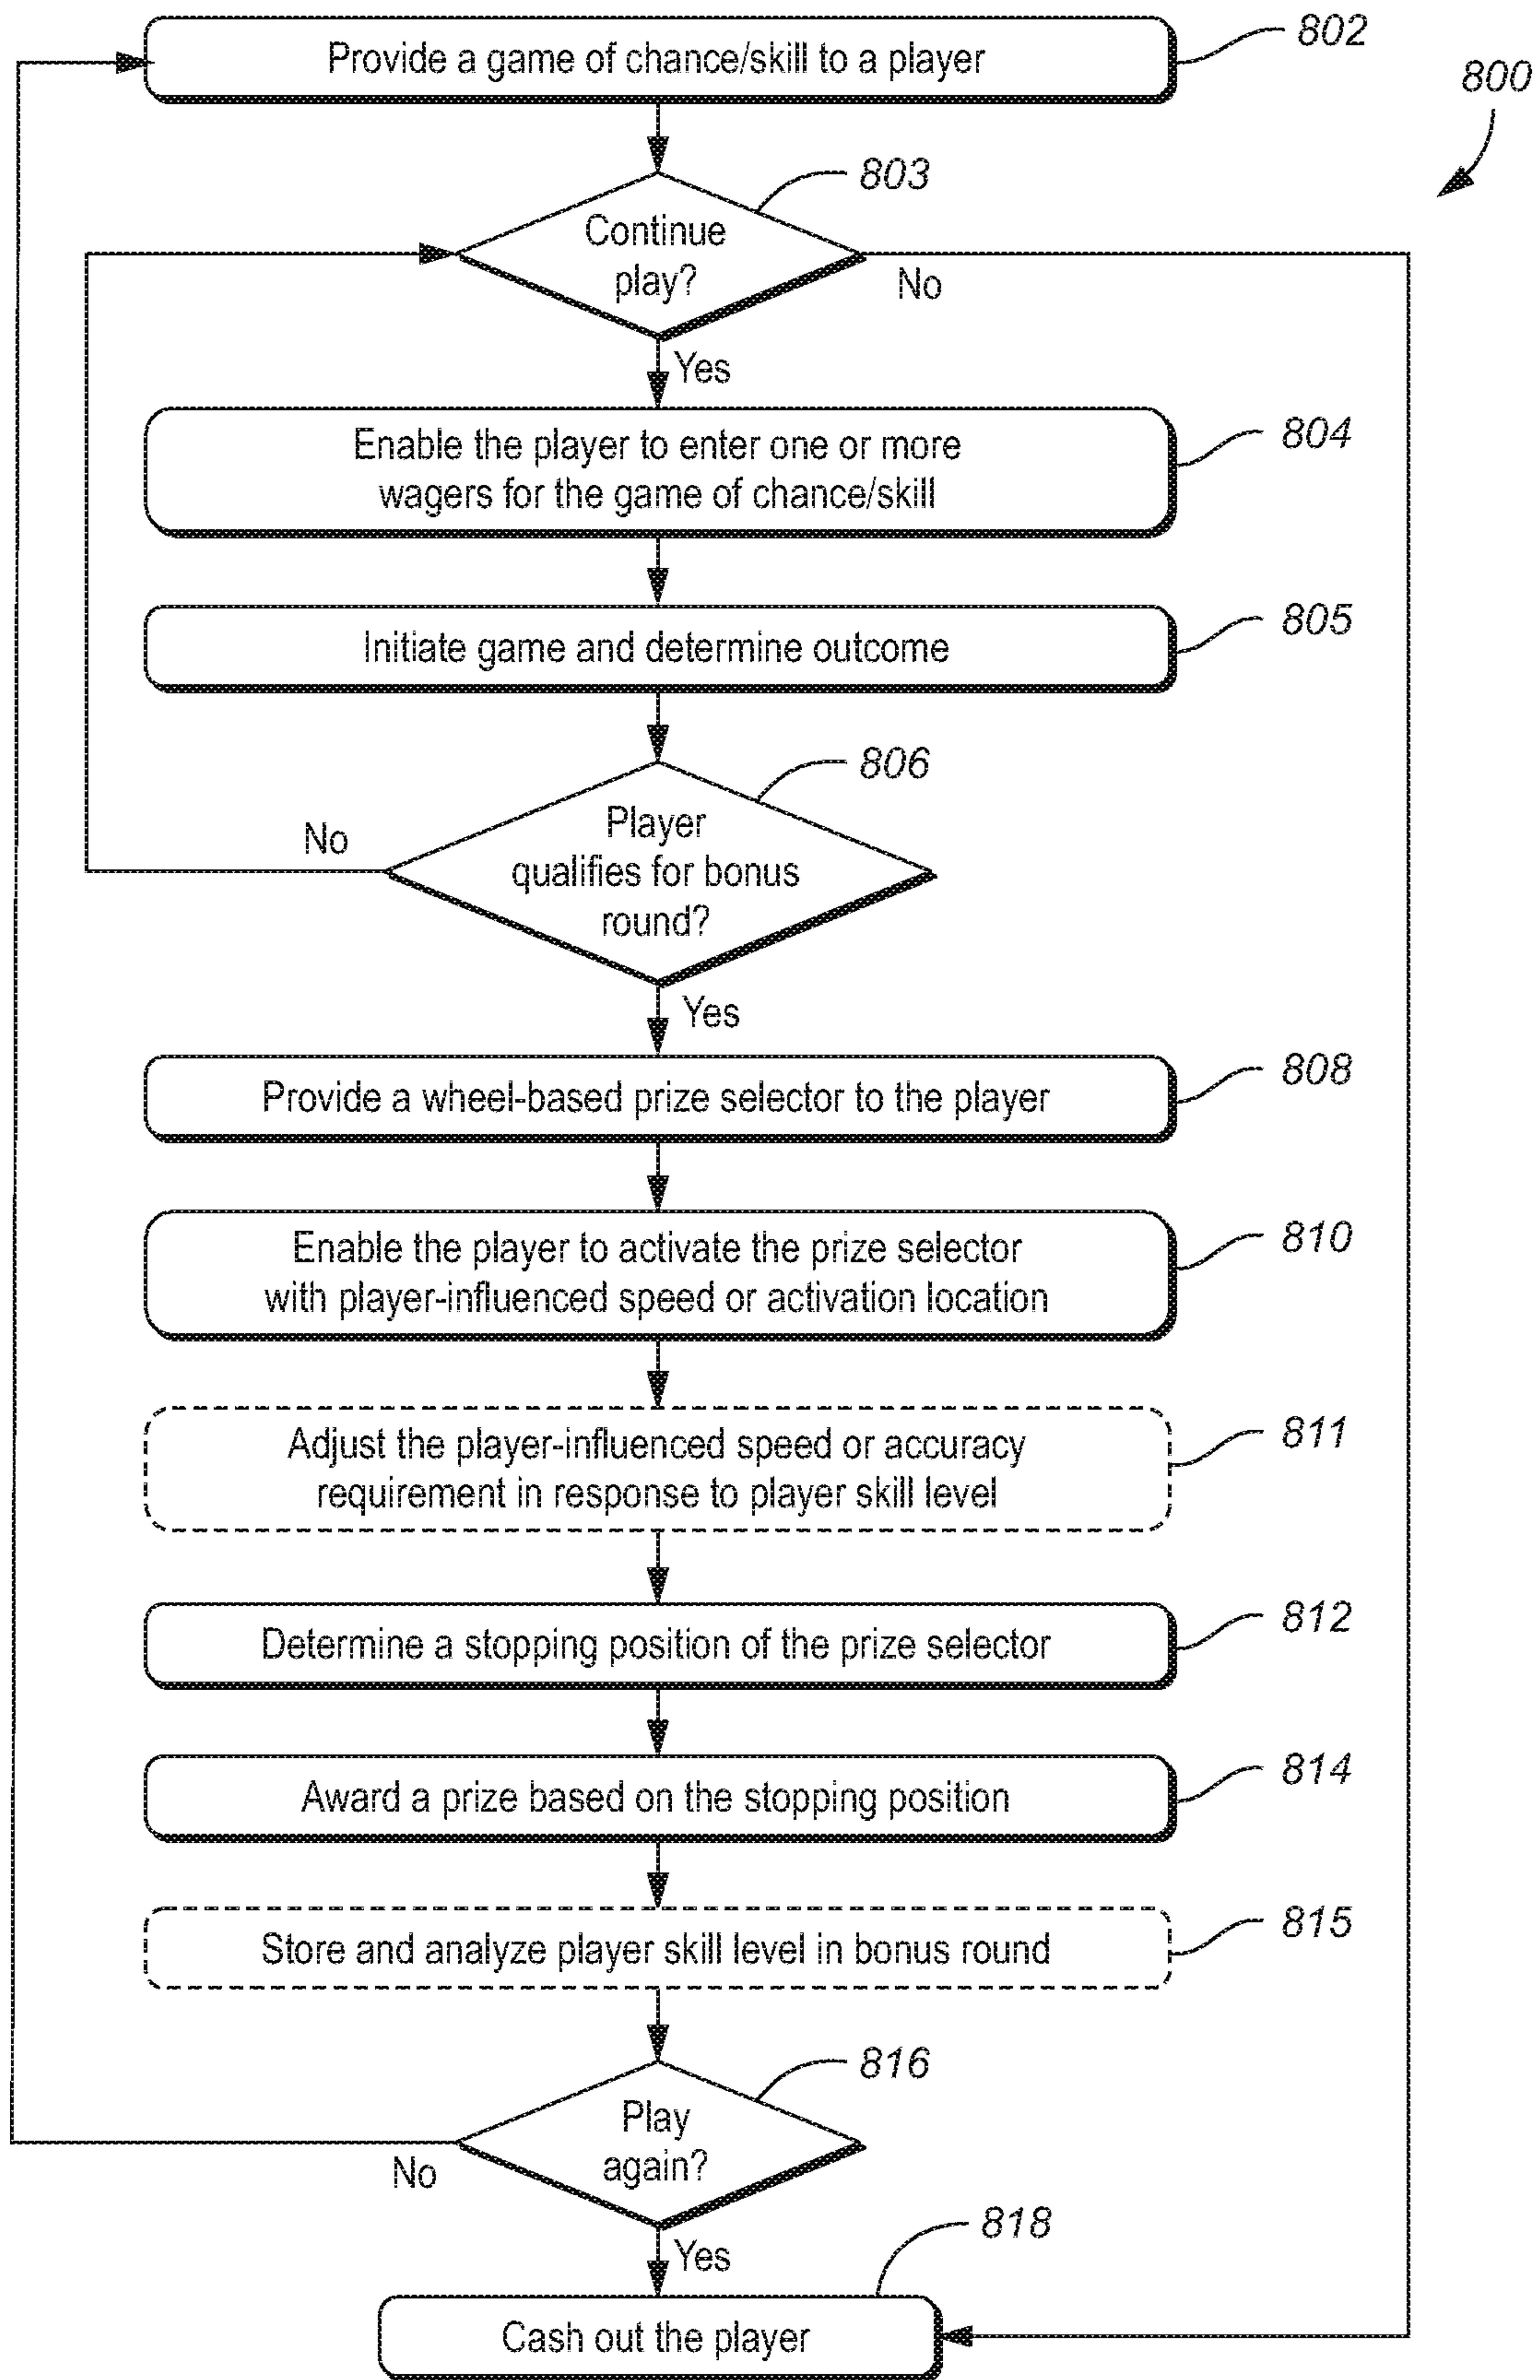 Provide a game of chance/skill to a player
802
800
803
Continue
play?
No
Yes
Enable the player to enter one or more
wagers for the game of chance/skill
804
Initiate game and determine outcome
805
806
Player
qualifies for bonus
round?
No
Yes
Provide a wheel-based prize selector to the player
808
Enable the player to activate the prize selector
with player-influenced speed or activation location
810
Adjust the player-influenced speed or accuracy
requirement in response to player skill level
811
Determine a stopping position of the prize selector
812
Award a prize based on the stopping position
814
Store and analyze player skill level in bonus round
815
816
Play
again?
No
Yes
818
Cash out the player